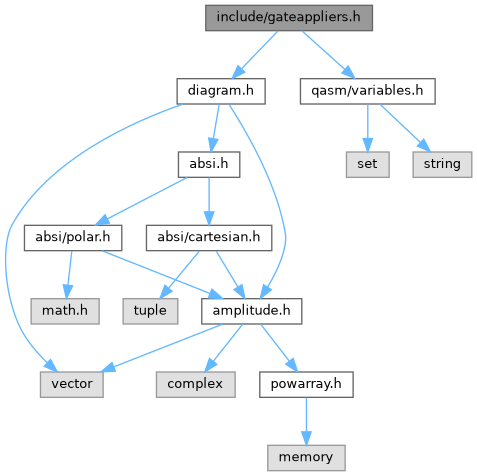 include/gateappliers.h
diagram.h
qasm/variables.h
absi.h
set
string
absi/polar.h
absi/cartesian.h
math.h
tuple
amplitude.h
vector
complex
powarray.h
memory